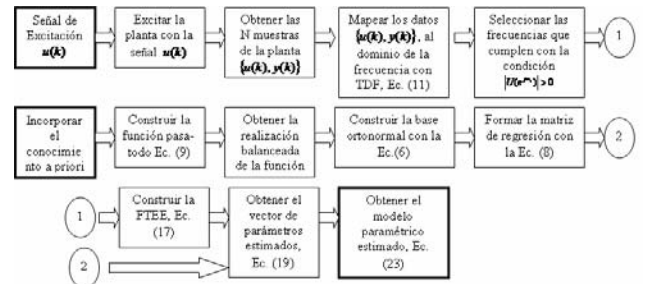 Señal de
Excitación
u(k)
Excitar la
planta con la
señal u(k)
Obtener las
N muestras
de la planta
{u(k), y(k)}
Mapear los datos
{u(k), y(k)}, al
dominio de la
frecuencia con
TDF, Ec. (11)
Seleccionar las
frecuencias que
cumplen con la
condición
> 0
1
Incorporar
el
conocimie
nto a priori
Construir la
función pasa-
todo Ec. (9)
Obtener la
realización
balanceada
de la función
Construir la base
ortonormal con la
Ec.(6)
Formar la matriz
de regresión con
la Ec. (8)
2
1
Construir la
FTEE, Ec.
(17)
Obtener el
vector de
parámetros
estimados,
Ec. (19)
Obtener el
modelo
paramétrico
estimado, Ec.
(23)
2